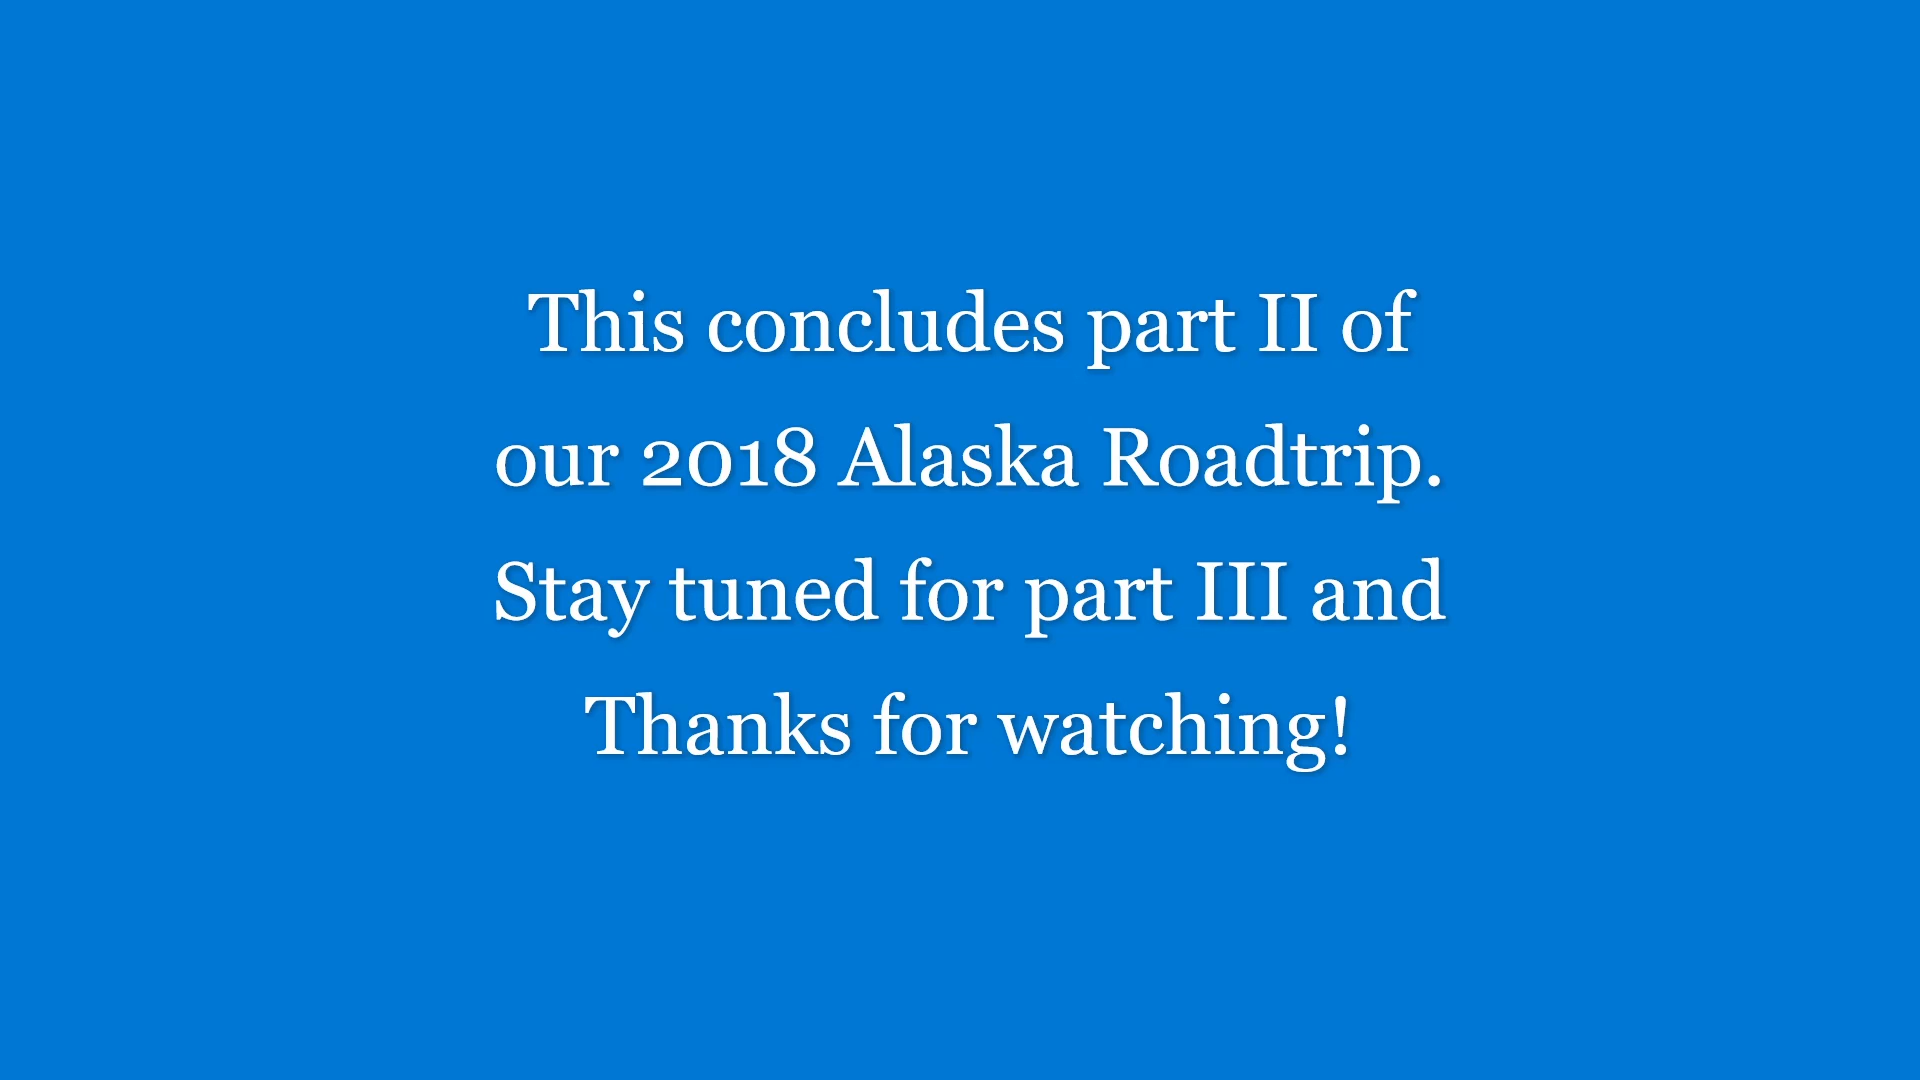 This concludes part II of
our 2018 Alaska Roadtrip.
Stay tuned for part III and
Thanks for watching!